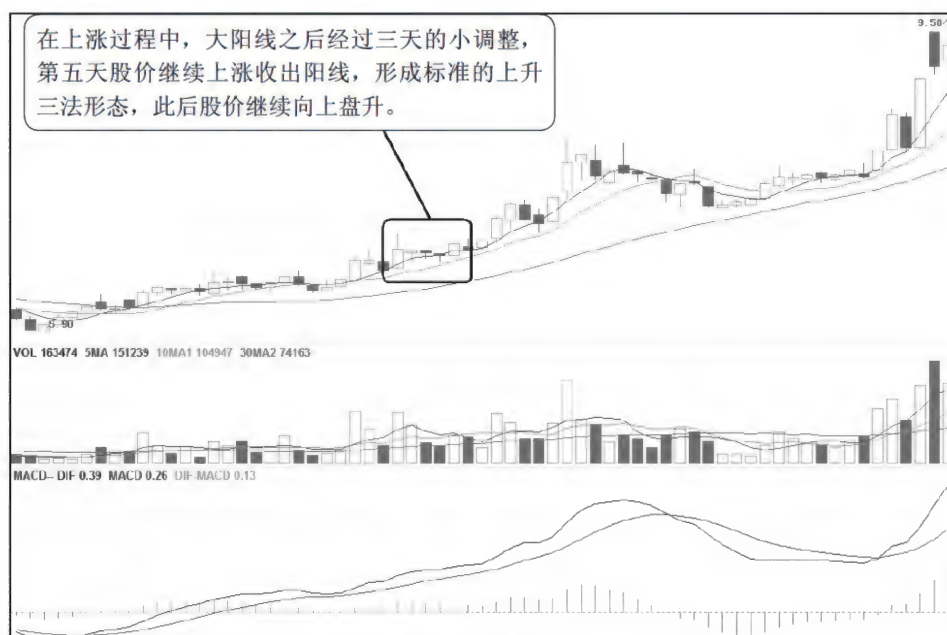 在上涨过程中，大阳线之后经过三天的小调整，
第五天股价继续上涨收出阳线，形成标准的上升
三法形态，此后股价继续向上盘升。
9.50
5.90
VOL 163474 5MA 151239 10MA1 104947 30MA2 74163
MACD-- DIF 0.39 MACD 0.26 DIF-MACD 0.13